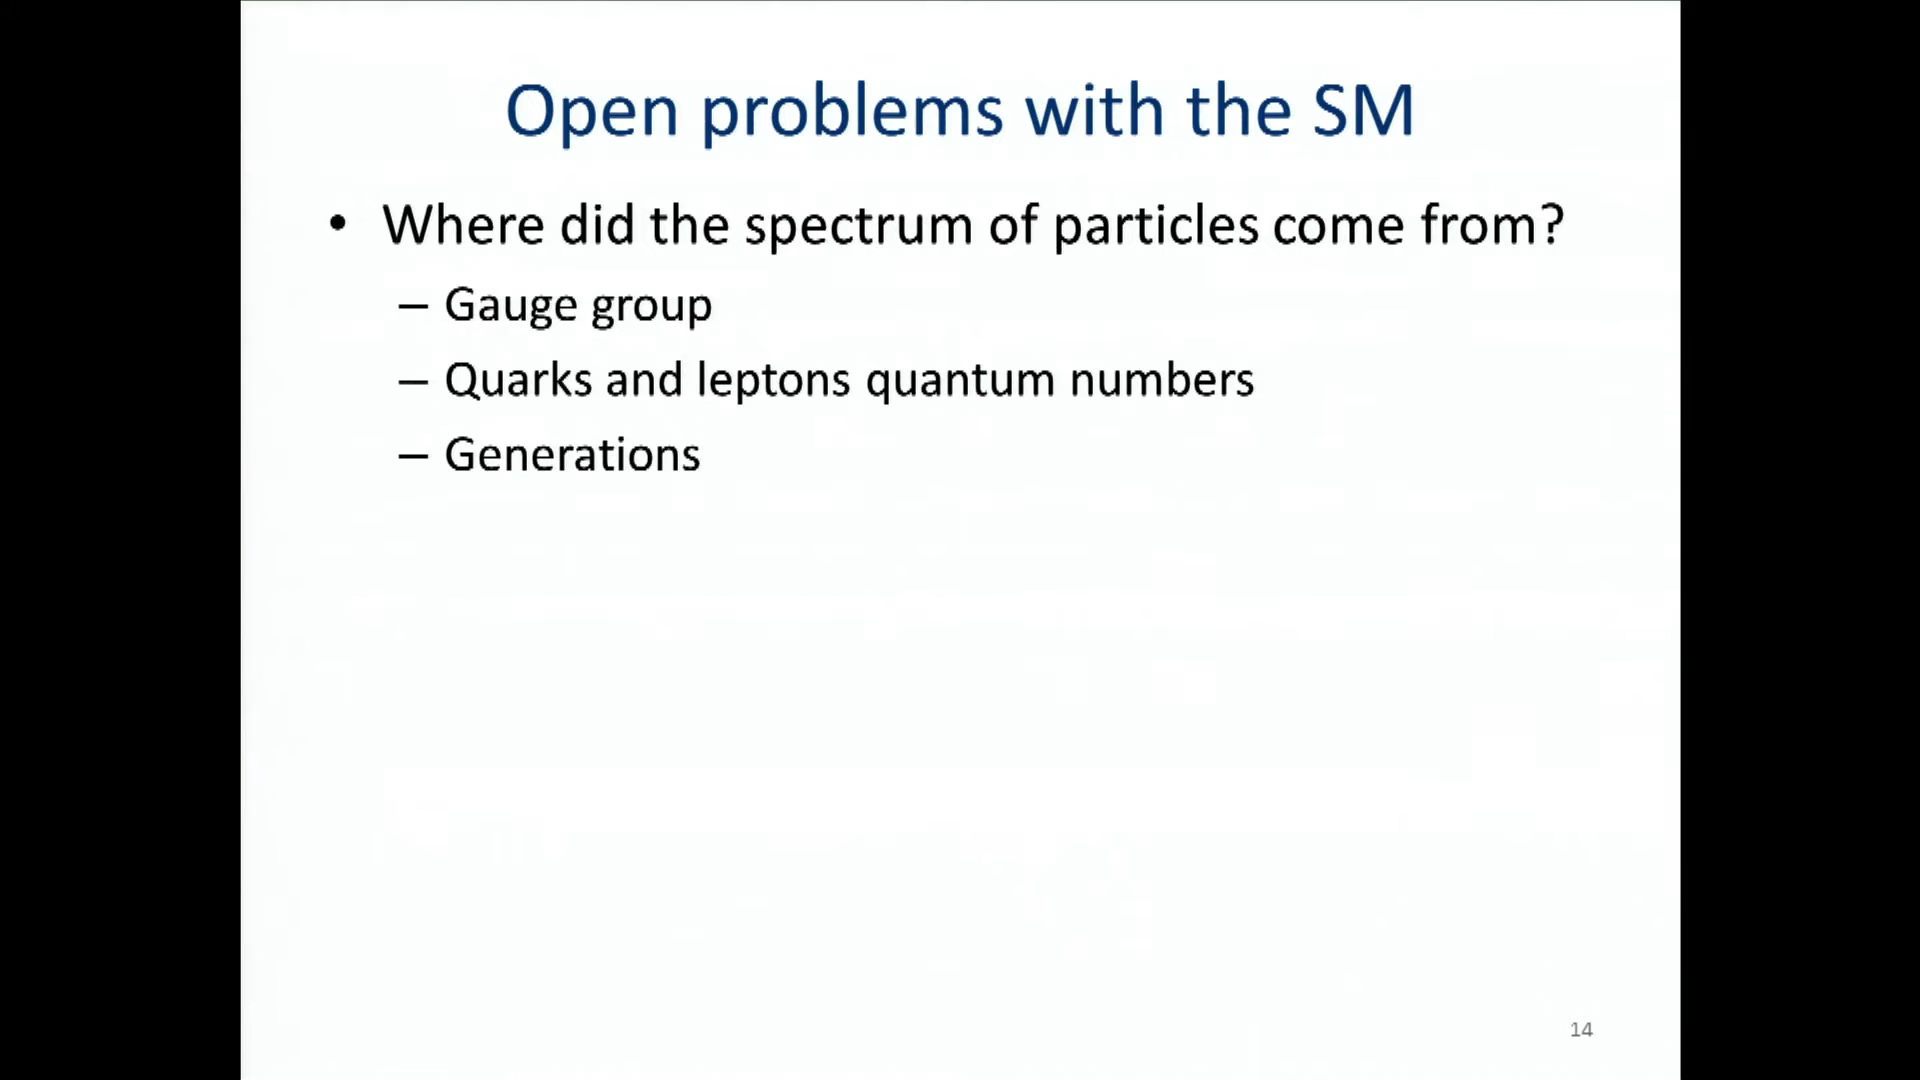 Open problems with the SM
• Where did the spectrum of particles come from?
– Gauge group
– Quarks and leptons quantum numbers
– Generations
14